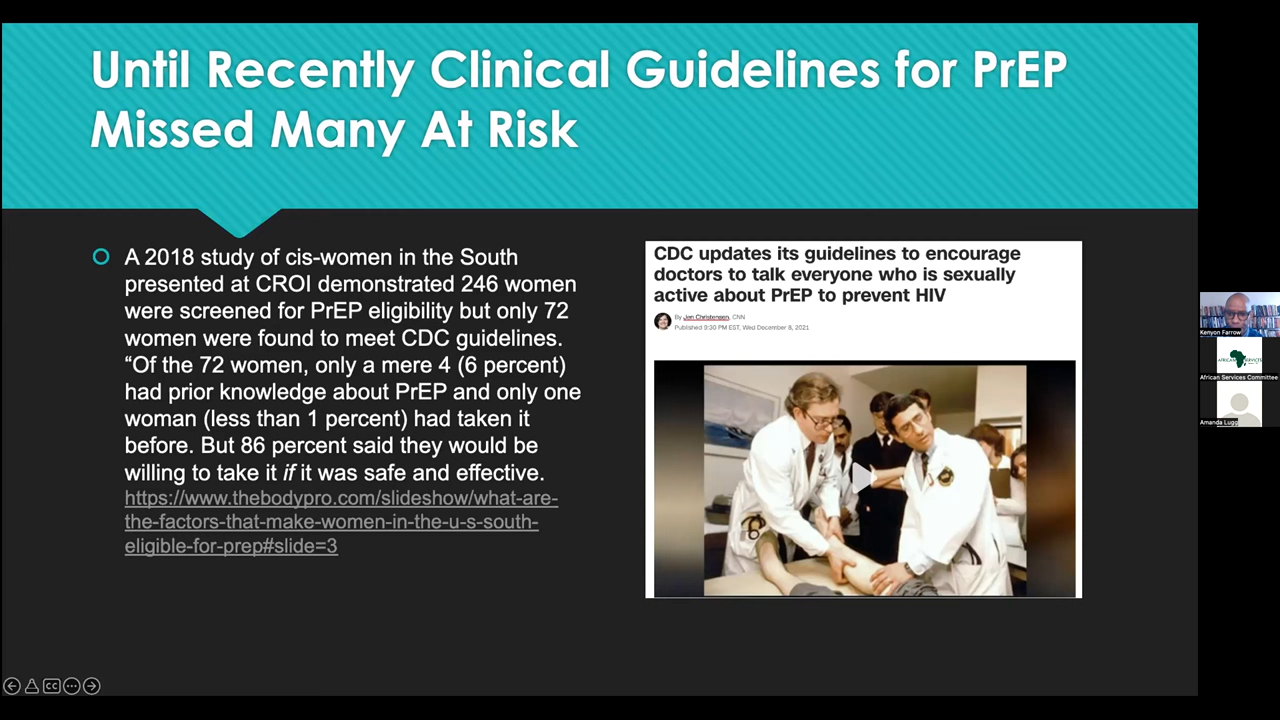 Until Recently Clinical Guidelines for PrEP
Missed Many At Risk
A 2018 study of cis-women in the South
presented at CROI demonstrated 246 women
were screened for PrEP eligibility but only 72
women were found to meet CDC guidelines.
“Of the 72 women, only a mere 4 (6 percent)
had prior knowledge about PrEP and only one
woman (less than 1 percent) had taken it
before. But 86 percent said they would be
willing to take it if it was safe and effective.
https://www.thebodypro.com/slideshow/what-are-
the-factors-that-make-women-in-the-u-s-south-
eligible-for-prep#slide=3
CDC updates its guidelines to encourage
doctors to talk everyone who is sexually
active about PrEP to prevent HIV
By Jen Christensen, CNN
Published 9:30 PM EST, Wed December 8, 2021
Kenyon Farrow
AFRICAN SERVICES
African Services Committee
Amanda Lugg
CC